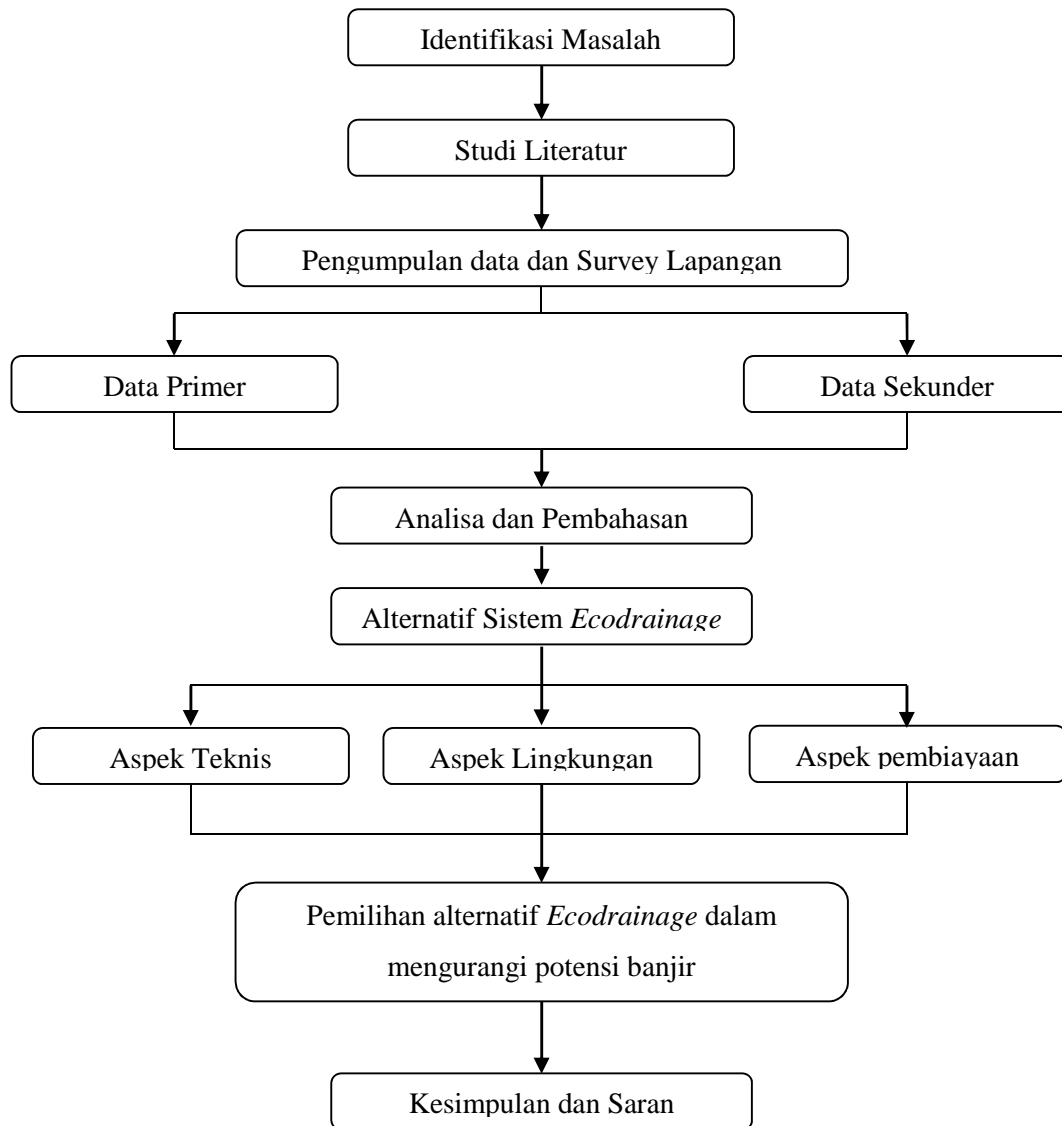 Identifikasi Masalah
Studi Literatur
Pengumpulan data dan Survey Lapangan
Data Primer
Data Sekunder
Analisa dan Pembahasan
Alternatif Sistem Ecodrainage
Aspek Teknis
Aspek Lingkungan
Aspek pembiayaan
Pemilihan alternatif Ecodrainage dalam
mengurangi potensi banjir
Kesimpulan dan Saran